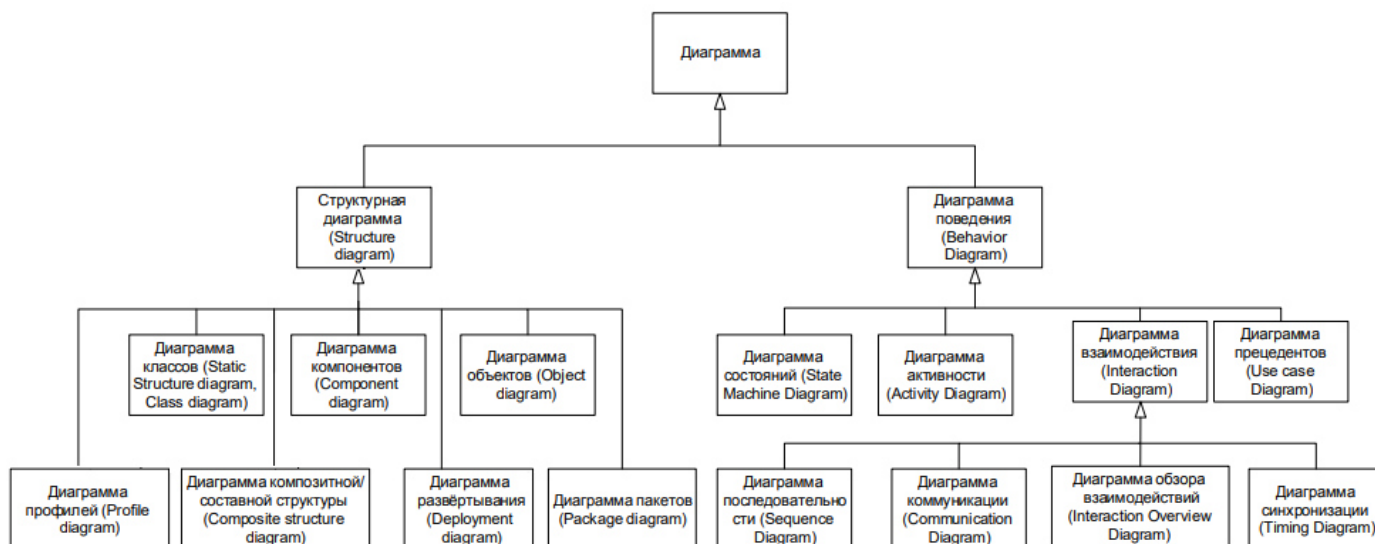 Диаграмма
Структурная
диаграмма
(Structure
diagram)
Диаграмма
поведения
(Behavior
Diagram)
Диаграмма
классов (Static
Structure diagram,
Class diagram)
Диаграмма
компонентов
(Component
diagram)
Диаграмма
объектов (Object
diagram)
Диаграмма
состояний (State
Machine Diagram)
Диаграмма
активности
(Activity Diagram)
Диаграмма
взаимодействия
(Interaction
Diagram)
Диаграмма
прецедентов
(Use case
Diagram)
Диаграмма
профилей (Profile
diagram)
Диаграмма композитной/
составной структуры
(Composite structure
diagram)
Диаграмма
развёртывания
(Deployment
diagram)
Диаграмма пакетов
(Package diagram)
Диаграмма
последовательно
сти (Sequence
Diagram)
Диаграмма
коммуникации
(Communication
Diagram)
Диаграмма обзора
взаимодействий
(Interaction Overview
Diagram)
Диаграмма
синхронизации
(Timing Diagram)